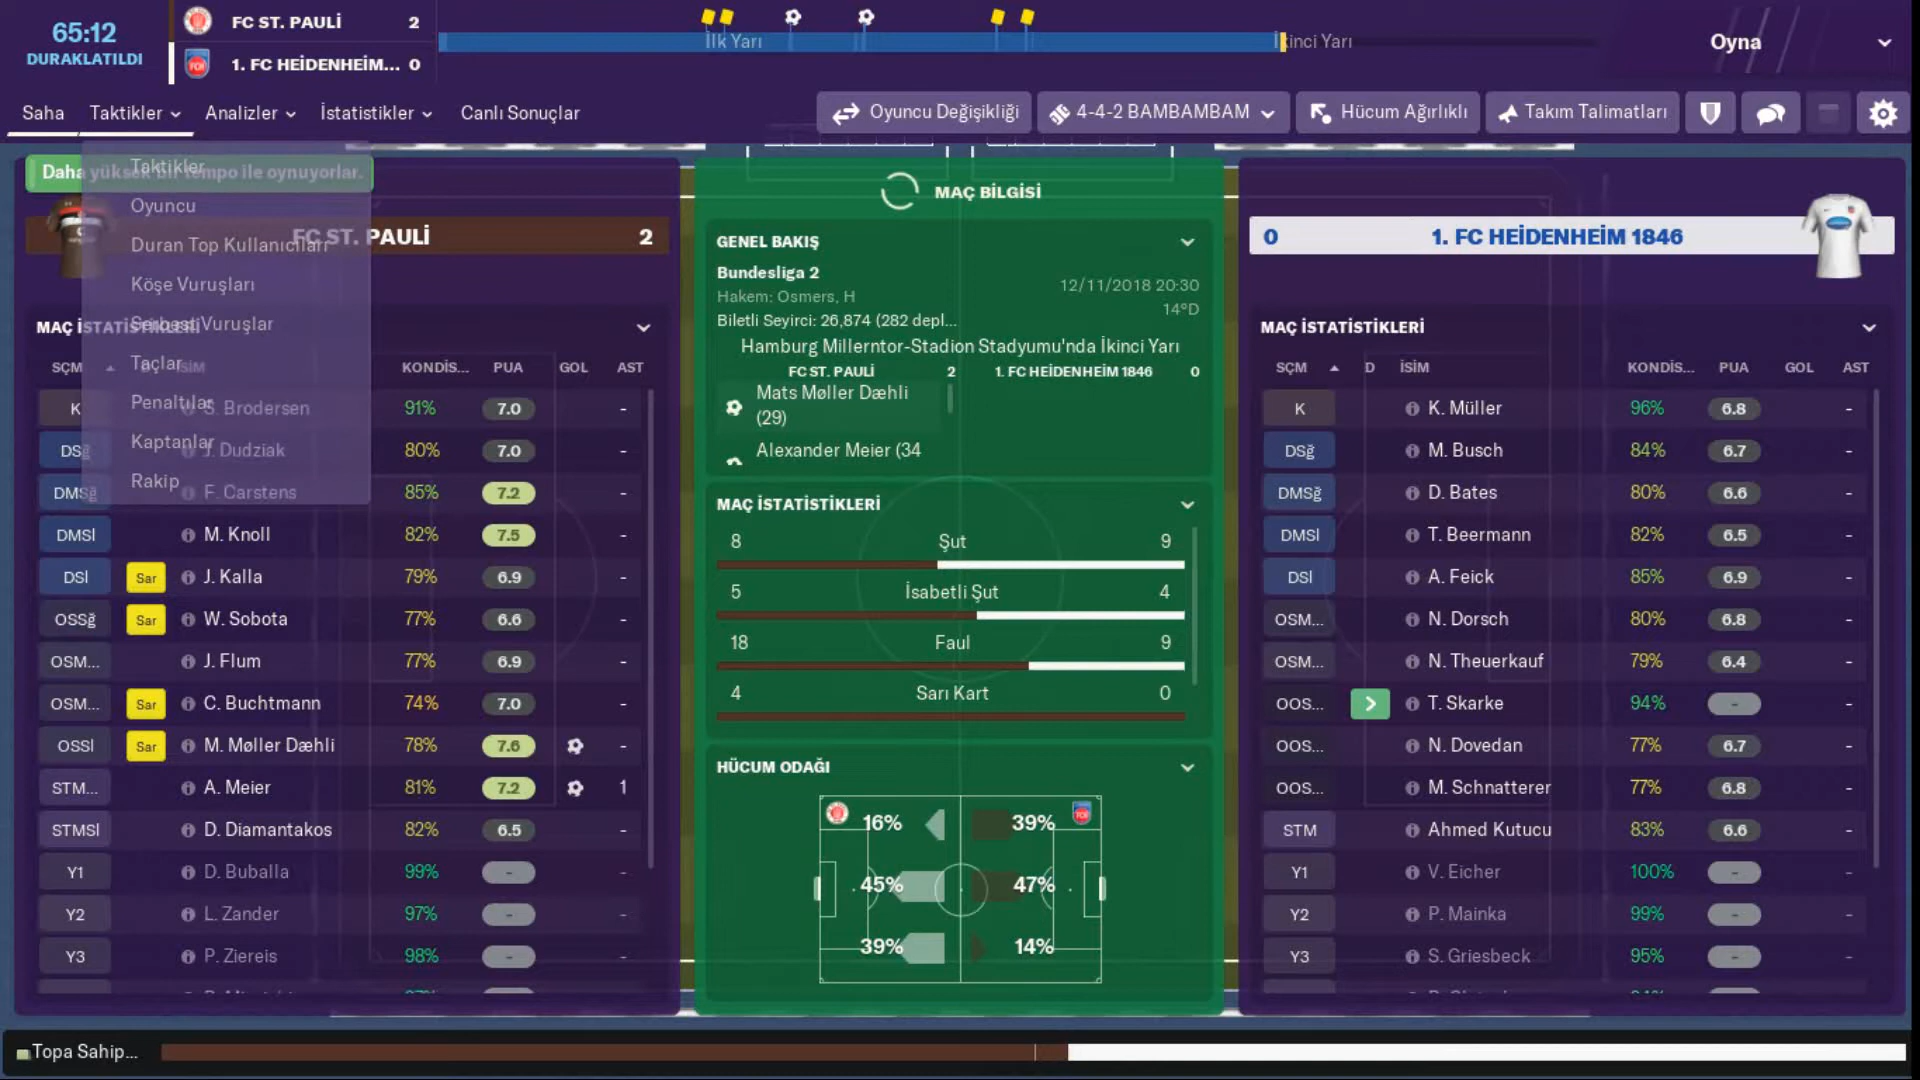 65:12
DURAKLATILDI
FC ST. PAULİ 2
1. FC HEİDENHEİM... 0
İlk Yarı
İkinci Yarı
Oyna
Saha Taktikler Analizler İstatistikler Canlı Sonuçlar
Oyuncu Değişikliği 4-4-2 BAMBAMBAM Hücum Ağırlıklı Takım Talimatları
Daha yüksek bir tempo ile oynuyorlar.
Taktikler
Oyuncu
Duran Top Kullanıcıları
Köşe Vuruşları
Serbest Vuruşlar
Taçlar
Penaltılar
Kaptanlar
Rakip
FC ST. PAULİ 2
MAÇ İSTATİSTİKLERİ
SÇM İSİM KONDİS... PUA GOL AST
K S. Brodersen 91% 7.0 -
DSğ J. Dudziak 80% 7.0 -
DMSğ F. Carstens 85% 7.2 -
DMSl M. Knoll 82% 7.5 -
DSl Sar J. Kalla 79% 6.9 -
OSSğ Sar W. Sobota 77% 6.6 -
OSM... J. Flum 77% 6.9 -
OSM... Sar C. Buchtmann 74% 7.0 -
OSSl Sar M. Møller Dæhli 78% 7.6 -
STM... A. Meier 81% 7.2 1
STMSl D. Diamantakos 82% 6.5 -
Y1 D. Buballa 99% - -
Y2 L. Zander 97% - -
Y3 P. Ziereis 98% - -
MAÇ BİLGİSİ
GENEL BAKIŞ
Bundesliga 2
12/11/2018 20:30
Hakem: Osmers, H
14°D
Biletli Seyirci: 26,874 (282 depl...
Hamburg Millerntor-Stadion Stadyumu'nda İkinci Yarı
FC ST. PAULİ 2 1. FC HEİDENHEİM 1846 0
Mats Møller Dæhli
(29)
Alexander Meier (34
MAÇ İSTATİSTİKLERİ
8 Şut 9
5 İsabetli Şut 4
18 Faul 9
4 Sarı Kart 0
HÜCUM ODAĞI
16% 39%
45% 47%
39% 14%
0 1. FC HEİDENHEİM 1846
MAÇ İSTATİSTİKLERİ
SÇM D İSİM KONDİS... PUA GOL AST
K K. Müller 96% 6.8 -
DSğ M. Busch 84% 6.7 -
DMSğ D. Bates 80% 6.6 -
DMSl T. Beermann 82% 6.5 -
DSl A. Feick 85% 6.9 -
OSM... N. Dorsch 80% 6.8 -
OSM... N. Theuerkauf 79% 6.4 -
OOS... T. Skarke 94% - -
OOS... N. Dovedan 77% 6.7 -
OOS... M. Schnatterer 77% 6.8 -
STM Ahmed Kutucu 83% 6.6 -
Y1 V. Eicher 100% - -
Y2 P. Mainka 99% - -
Y3 S. Griesbeck 95% - -
Topa Sahip...